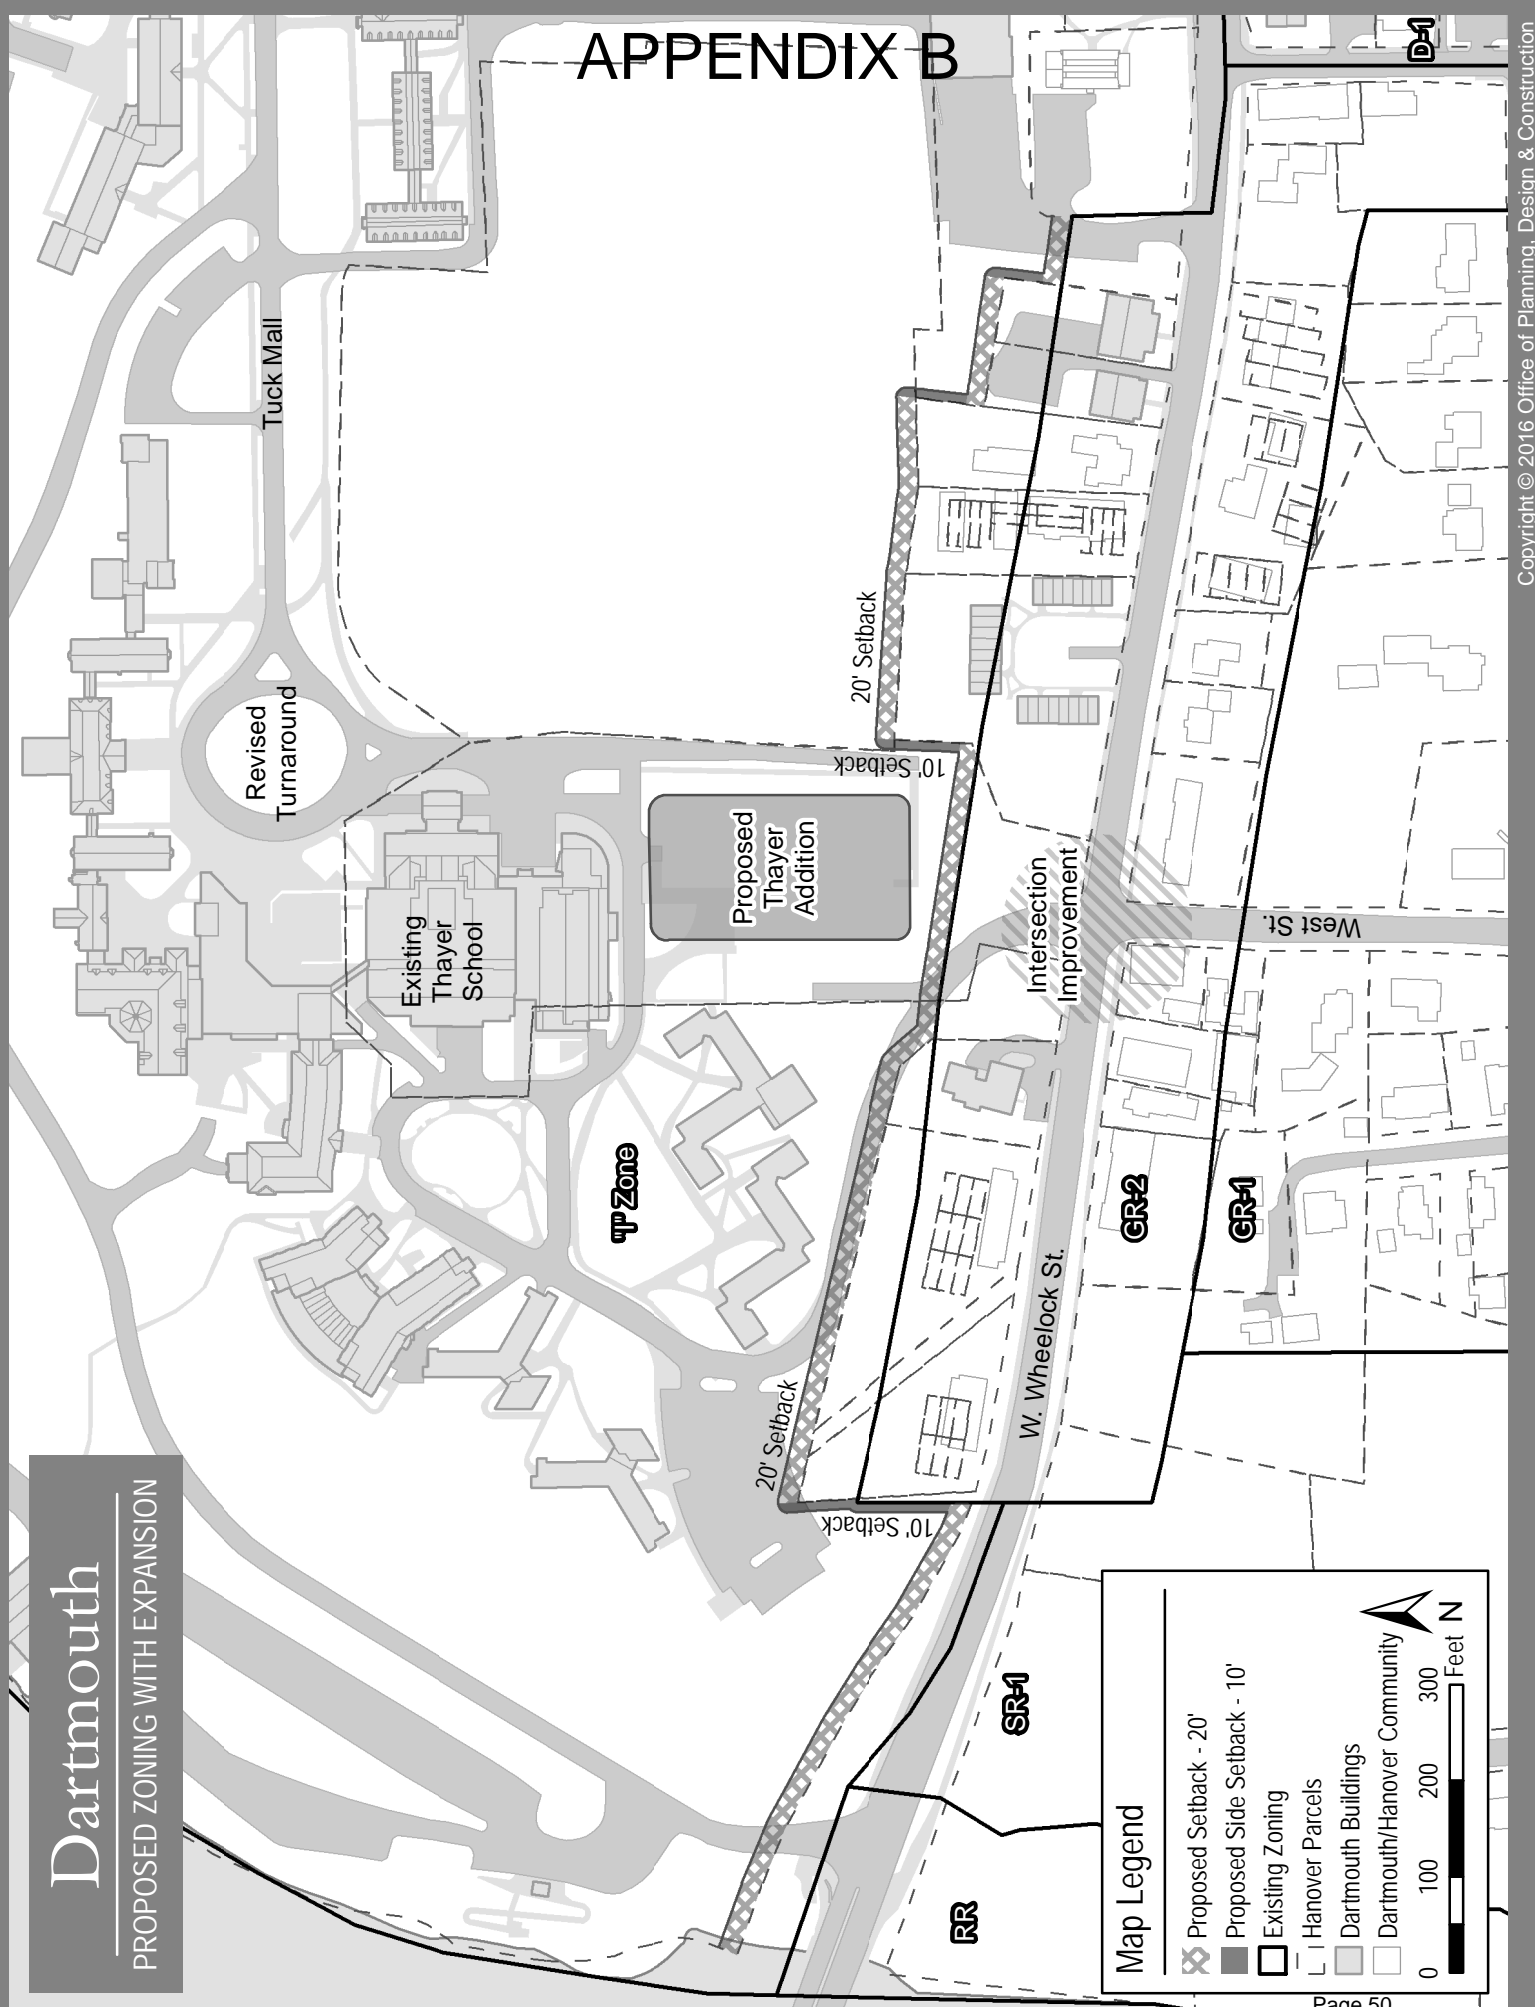 APPENDIX B
Dartmouth
PROPOSED ZONING WITH EXPANSION
Tuck Mall
Revised
Turnaround
Existing
Thayer
School
Proposed
Thayer
Addition
"I" Zone
20' Setback
10' Setback
20' Setback
10' Setback
Intersection
Improvement
West St.
W. Wheelock St.
D-1
GR-2
GR-1
SR-1
RR
Map Legend
Proposed Setback - 20'
Proposed Side Setback - 10'
Existing Zoning
Hanover Parcels
Dartmouth Buildings
Dartmouth/Hanover Community
0 100 200 300
Feet
N
Copyright © 2016 Office of Planning, Design & Construction
Page 50